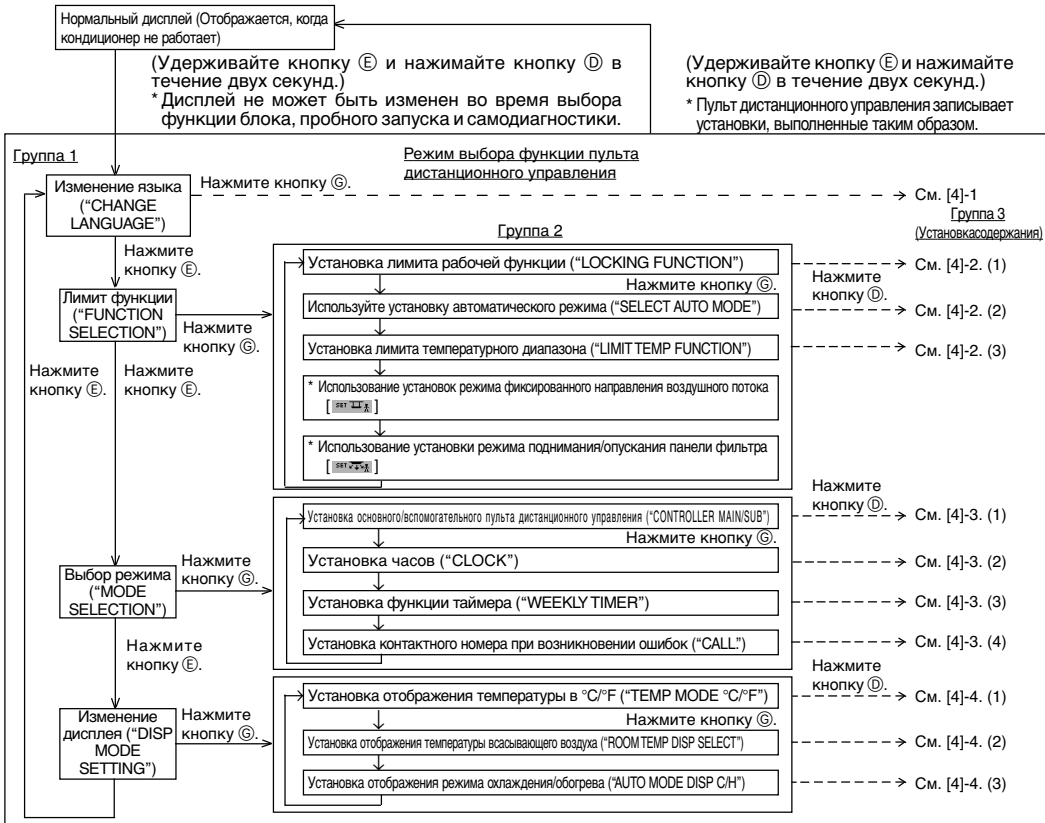 Нормальный дисплей (Отображается, когда
кондиционер не работает)
(Удерживайте кнопку Ⓔ и нажимайте кнопку Ⓓ в
течение двух секунд.)
* Дисплей не может быть изменен во время выбора
функции блока, пробного запуска и самодиагностики.
(Удерживайте кнопку Ⓔ и нажимайте
кнопку Ⓓ в течение двух секунд.)
* Пульт дистанционного управления записывает
установки, выполненные таким образом.
Группа 1
Режим выбора функции пульта
дистанционного управления
Изменение языка
(“CHANGE
LANGUAGE”)
Нажмите кнопку Ⓖ.
См. [4]-1
Группа 3
(Установкасодержания)
Нажмите
кнопку Ⓔ.
Группа 2
Лимит функции
(“FUNCTION
SELECTION”)
Нажмите
кнопку Ⓖ.
Установка лимита рабочей функции (“LOCKING FUNCTION”)
См. [4]-2. (1)
Нажмите кнопку Ⓖ.
Нажмите
кнопку Ⓓ.
Используйте установку автоматического режима (“SELECT AUTO MODE”)
См. [4]-2. (2)
Установка лимита температурного диапазона (“LIMIT TEMP FUNCTION”)
См. [4]-2. (3)
* Использование установок режима фиксированного направления воздушного потока
[ SET ]
* Использование установки режима поднимания/опускания панели фильтра
[ SET ]
Нажмите
кнопку Ⓔ.
Нажмите
кнопку Ⓔ.
Выбор режима
(“MODE
SELECTION”)
Нажмите
кнопку Ⓖ.
Установка основного/вспомогательного пульта дистанционного управления (“CONTROLLER MAIN/SUB”)
Нажмите
кнопку Ⓓ.
См. [4]-3. (1)
Нажмите кнопку Ⓖ.
Установка часов (“CLOCK”)
См. [4]-3. (2)
Установка функции таймера (“WEEKLY TIMER”)
См. [4]-3. (3)
Установка контактного номера при возникновении ошибок (“CALL.”)
См. [4]-3. (4)
Нажмите
кнопку Ⓔ.
Изменение
дисплея (“DISP
MODE
SETTING”)
Нажмите
кнопку Ⓖ.
Установка отображения температуры в °C/°F (“TEMP MODE °C/°F”)
Нажмите
кнопку Ⓓ.
См. [4]-4. (1)
Нажмите кнопку Ⓖ.
Установка отображения температуры всасывающего воздуха (“ROOM TEMP DISP SELECT”)
См. [4]-4. (2)
Установка отображения режима охлаждения/обогрева (“AUTO MODE DISP C/H”)
См. [4]-4. (3)